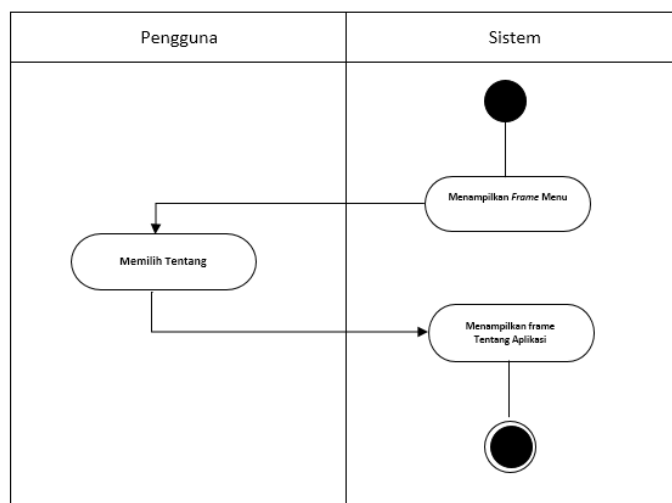 Pengguna
Sistem
Menampilkan Frame Menu
Memilih Tentang
Menampilkan frame
Tentang Aplikasi